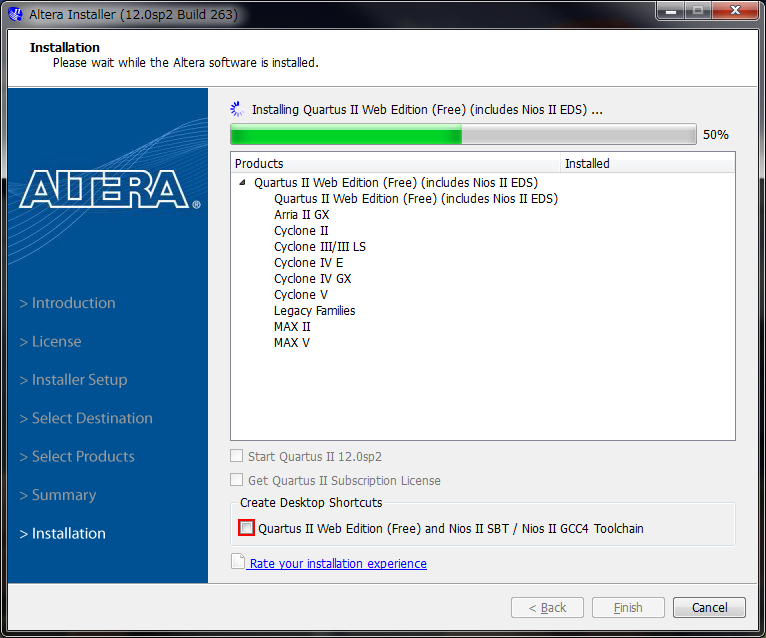 Altera Installer (12.0sp2 Build 263)
Installation
Please wait while the Altera software is installed.
Installing Quartus II Web Edition (Free) (includes Nios II EDS) ...
50%
Products Installed
Quartus II Web Edition (Free) (includes Nios II EDS)
Quartus II Web Edition (Free) (includes Nios II EDS)
Arria II GX
Cyclone II
Cyclone III/III LS
Cyclone IV E
Cyclone IV GX
Cyclone V
Legacy Families
MAX II
MAX V
ALTERA®
> Introduction
> License
> Installer Setup
> Select Destination
> Select Products
> Summary
> Installation
Start Quartus II 12.0sp2
Get Quartus II Subscription License
Create Desktop Shortcuts
Quartus II Web Edition (Free) and Nios II SBT / Nios II GCC4 Toolchain
Rate your installation experience
< Back Finish Cancel